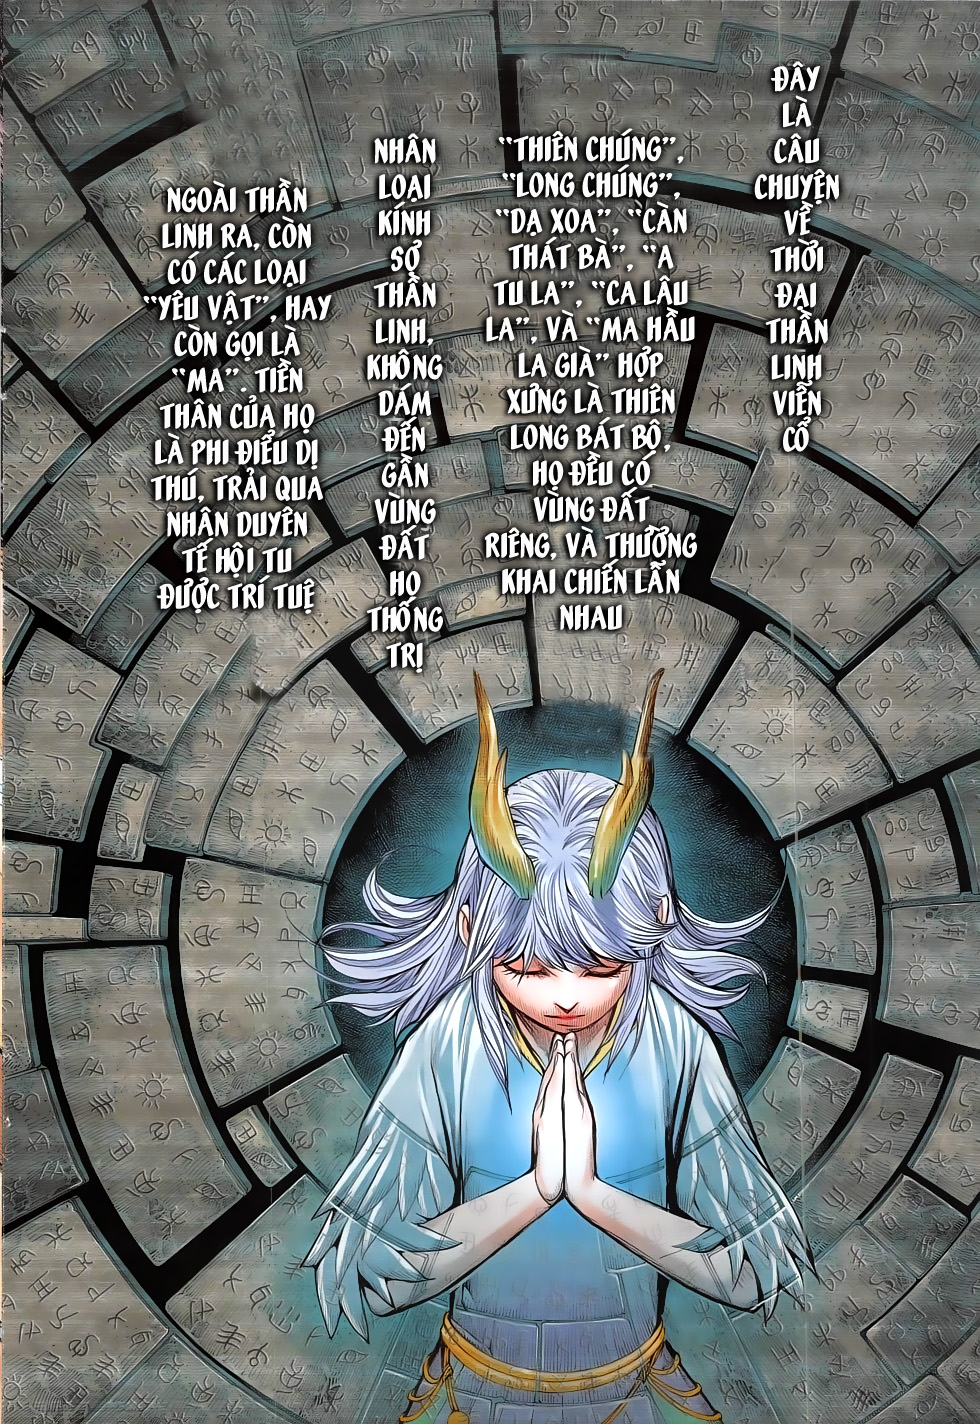 ĐÂY
LÀ
CÂU
CHUYỆN
VỀ
THỜI
ĐẠI
THẦN
LINH
VIỄN
CỔ
“THIÊN CHÚNG”,
“LONG CHÚNG”,
“DẠ XOA”, “CÀN
THÁT BÀ”, “A
TU LA”, “CA LÂU
LA”, VÀ “MA HẦU
LA GIÀ” HỢP
XƯNG LÀ THIÊN
LONG BÁT BỘ,
HỌ ĐỀU CÓ
VÙNG ĐẤT
RIÊNG, VÀ THƯỜNG
KHAI CHIẾN LẪN
NHAU
NHÂN
LOẠI
KÍNH
SỢ
THẦN
LINH,
KHÔNG
DÁM
ĐẾN
GẦN
VÙNG
ĐẤT
HỌ
THỐNG
TRỊ
NGOÀI THẦN
LINH RA, CÒN
CÓ CÁC LOẠI
“YÊU VẬT”, HAY
CÒN GỌI LÀ
“MA”. TIỀN
THÂN CỦA HỌ
LÀ PHI ĐIỂU DỊ
THÚ, TRẢI QUA
NHÂN DUYÊN
TẾ HỘI TU
ĐƯỢC TRÍ TUỆ